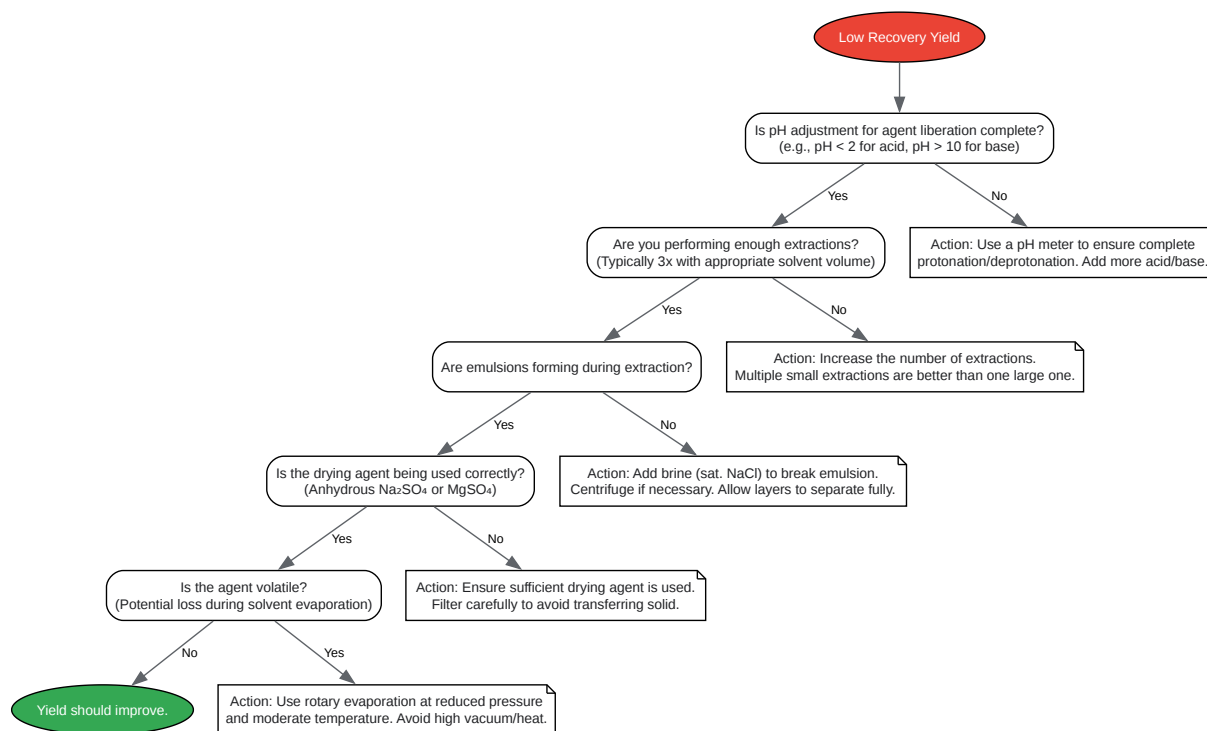 Low Recovery Yield
Is pH adjustment for agent liberation complete?
(e.g., pH < 2 for acid, pH > 10 for base)
Yes
No
Are you performing enough extractions?
(Typically 3x with appropriate solvent volume)
Action: Use a pH meter to ensure complete
protonation/deprotonation. Add more acid/base.
Yes
No
Are emulsions forming during extraction?
Action: Increase the number of extractions.
Multiple small extractions are better than one large one.
Yes
No
Is the drying agent being used correctly?
(Anhydrous Na₂SO₄ or MgSO₄)
Action: Add brine (sat. NaCl) to break emulsion.
Centrifuge if necessary. Allow layers to separate fully.
Yes
No
Is the agent volatile?
(Potential loss during solvent evaporation)
Action: Ensure sufficient drying agent is used.
Filter carefully to avoid transferring solid.
No
Yes
Yield should improve.
Action: Use rotary evaporation at reduced pressure
and moderate temperature. Avoid high vacuum/heat.